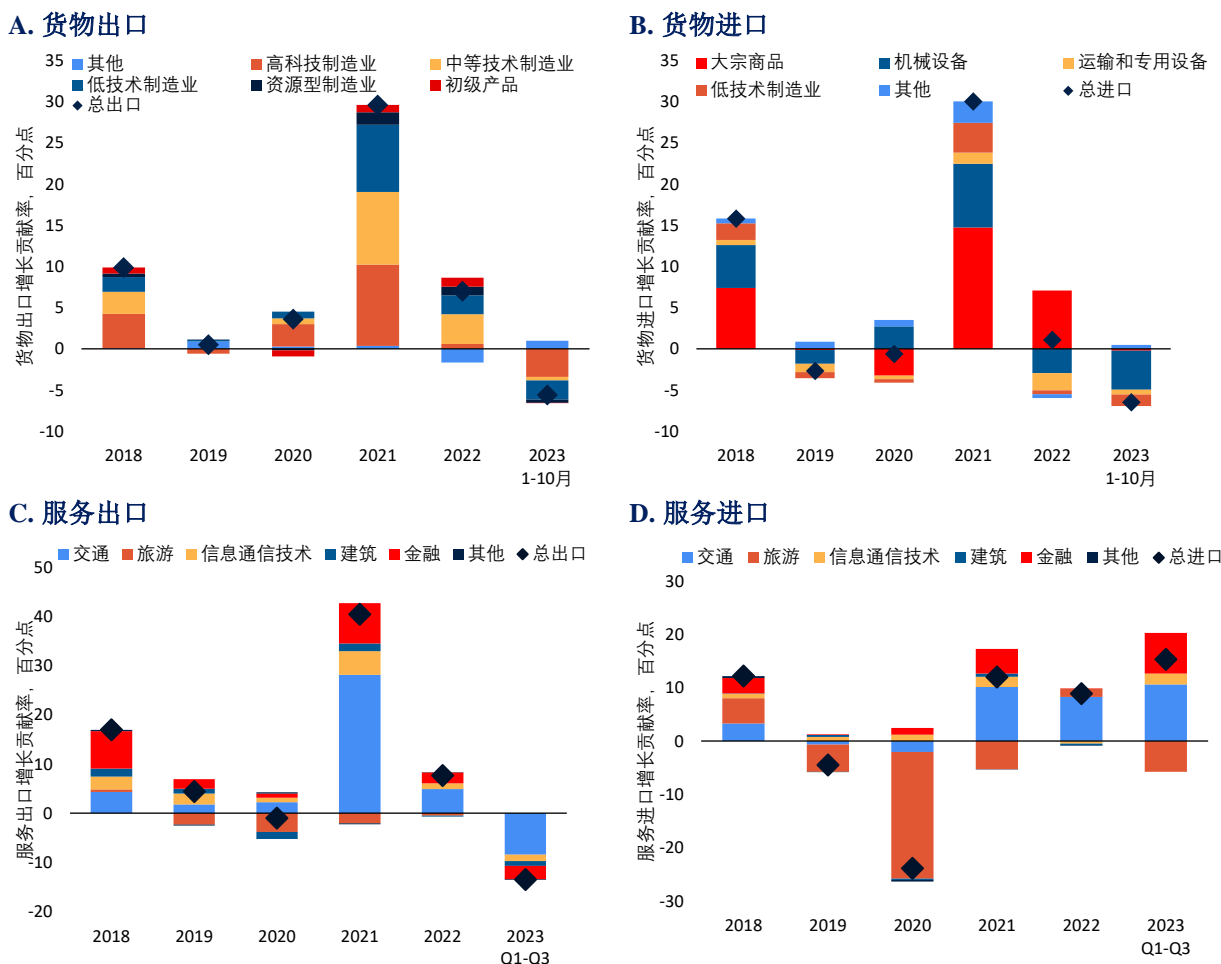 A. 货物出口
其他 高科技制造业 中等技术制造业
低技术制造业 资源型制造业 初级产品
总出口
货物出口增长贡献率，百分点
35
30
25
20
15
10
5
0
-5
-10
2018 2019 2020 2021 2022 2023
1-10月
B. 货物进口
大宗商品 机械设备 运输和专用设备
低技术制造业 其他 总进口
货物进口增长贡献率，百分点
35
30
25
20
15
10
5
0
-5
-10
2018 2019 2020 2021 2022 2023
1-10月
C. 服务出口
交通 旅游 信息通信技术 建筑 金融 其他 总出口
服务出口增长贡献率，百分点
50
40
30
20
10
0
-10
-20
2018 2019 2020 2021 2022 2023
Q1-Q3
D. 服务进口
交通 旅游 信息通信技术 建筑 金融 其他 总进口
服务进口增长贡献率，百分点
30
20
10
0
-10
-20
-30
2018 2019 2020 2021 2022 2023
Q1-Q3